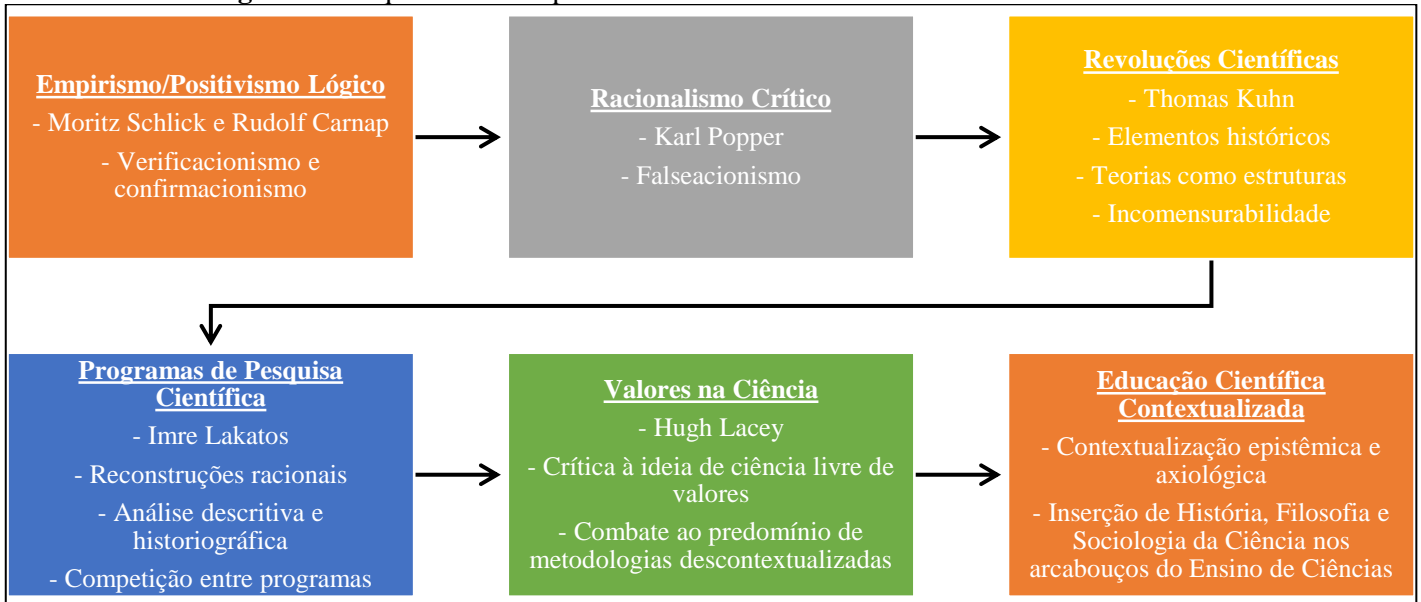 Empirismo/Positivismo Lógico
- Moritz Schlick e Rudolf Carnap
- Verificacionismo e
confirmacionismo
Racionalismo Crítico
- Karl Popper
- Falseacionismo
Revoluções Científicas
- Thomas Kuhn
- Elementos históricos
- Teorias como estruturas
- Incomensurabilidade
Programas de Pesquisa
Científica
- Imre Lakatos
- Reconstruções racionais
- Análise descritiva e
historiográfica
- Competição entre programas
Valores na Ciência
- Hugh Lacey
- Crítica à ideia de ciência livre de
valores
- Combate ao predomínio de
metodologias descontextualizadas
Educação Científica
Contextualizada
- Contextualização epistêmica e
axiológica
- Inserção de História, Filosofia e
Sociologia da Ciência nos
arcabouços do Ensino de Ciências